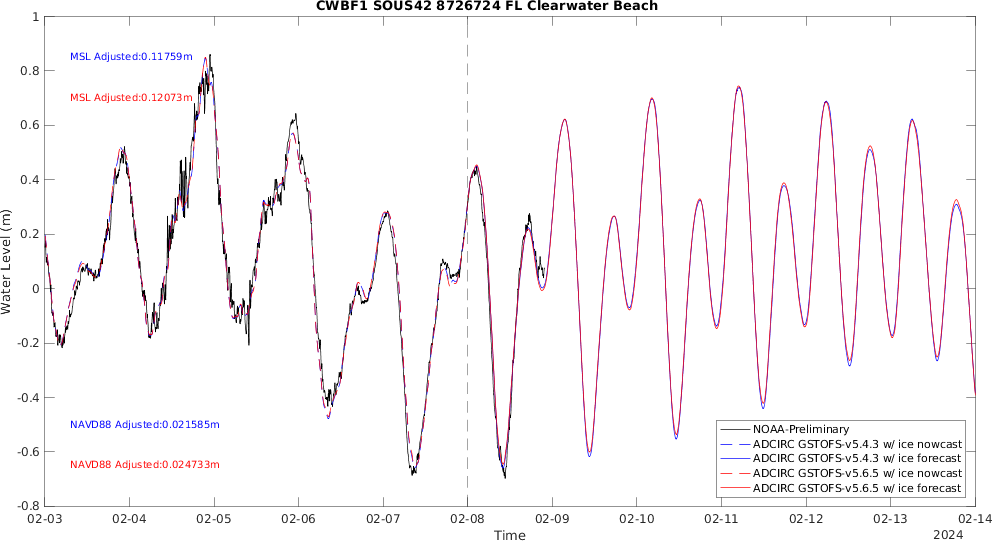 CWBF1 SOUS42 8726724 FL Clearwater Beach
1
0.8
0.6
0.4
0.2
0
-0.2
-0.4
-0.6
-0.8
Water Level (m)
MSL Adjusted:0.11759m
MSL Adjusted:0.12073m
NAVD88 Adjusted:0.021585m
NAVD88 Adjusted:0.024733m
NOAA-Preliminary
ADCIRC GSTOFS-v5.4.3 w/ ice nowcast
ADCIRC GSTOFS-v5.4.3 w/ ice forecast
ADCIRC GSTOFS-v5.6.5 w/ ice nowcast
ADCIRC GSTOFS-v5.6.5 w/ ice forecast
02-03 02-04 02-05 02-06 02-07 02-08 02-09 02-10 02-11 02-12 02-13 02-14
Time
2024